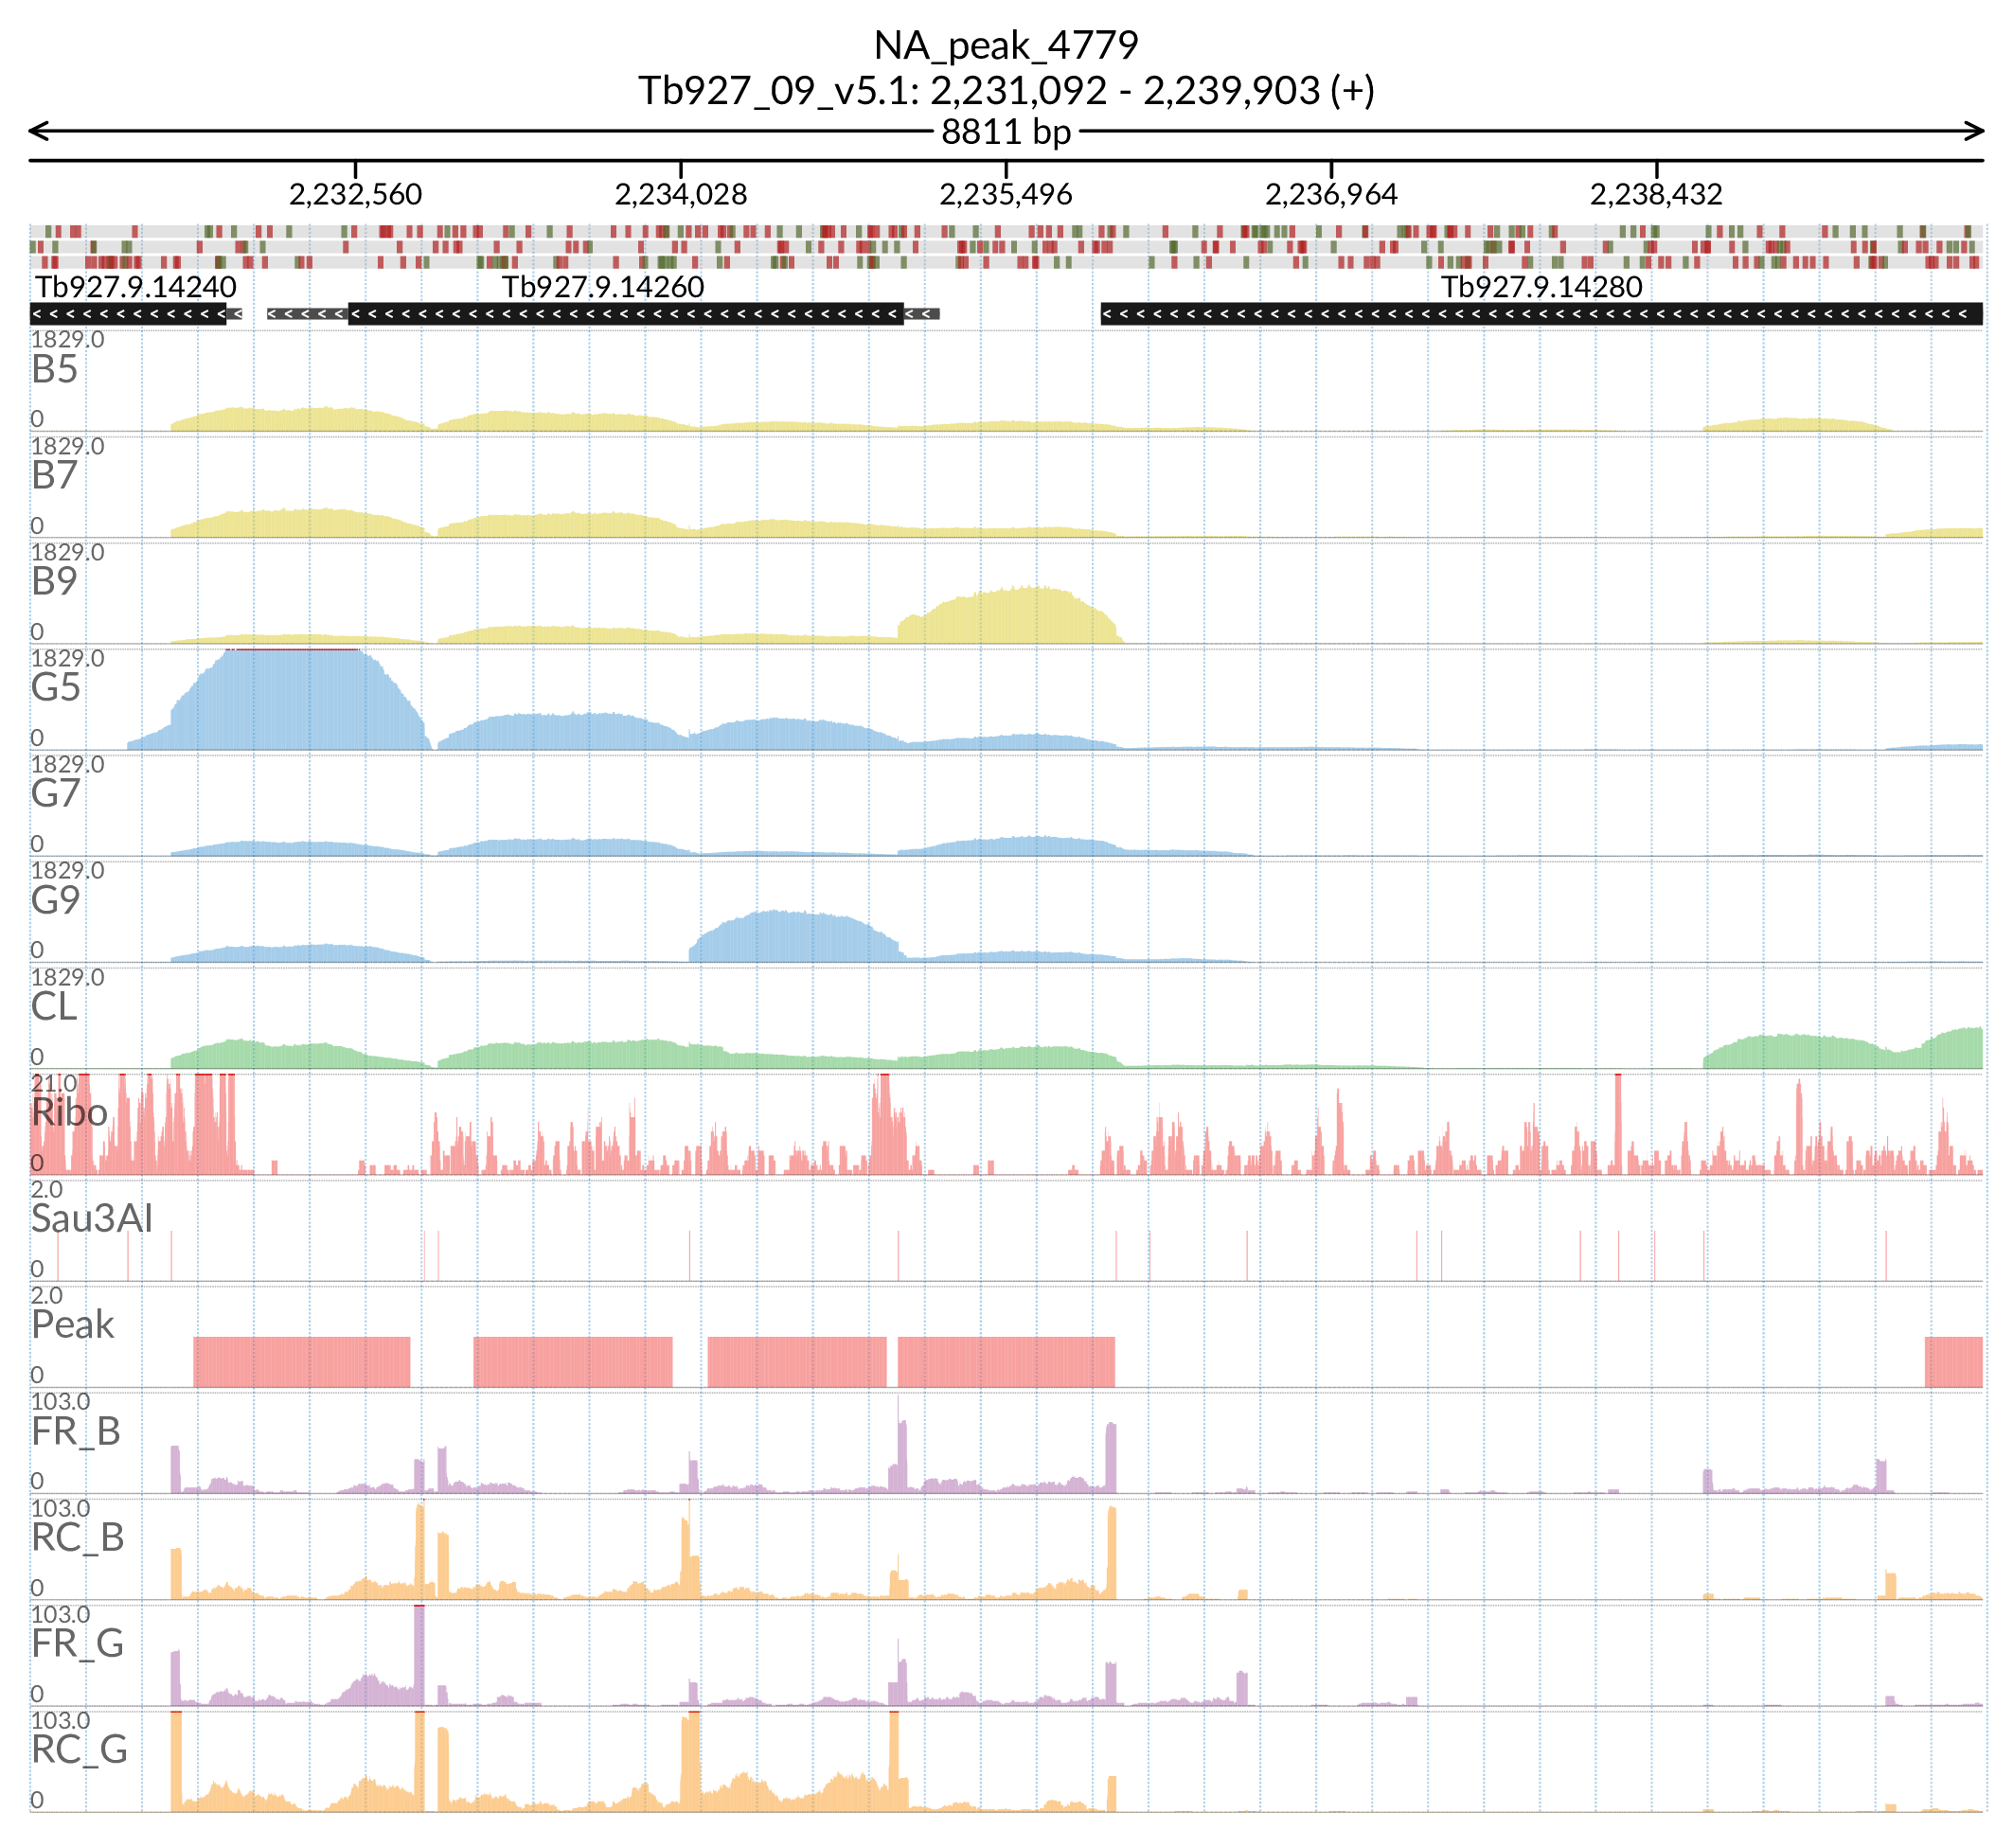 NA_peak_4779
Tb927_09_v5.1: 2,231,092 - 2,239,903 (+)
8811 bp
2,232,560 2,234,028 2,235,496 2,236,964 2,238,432
Tb927.9.14240 Tb927.9.14260 Tb927.9.14280
1829.0
B5
0
1829.0
B7
0
1829.0
B9
0
1829.0
G5
0
1829.0
G7
0
1829.0
G9
0
1829.0
CL
0
21.0
Ribo
0
2.0
Sau3AI
0
2.0
Peak
0
103.0
FR_B
0
103.0
RC_B
0
103.0
FR_G
0
103.0
RC_G
0